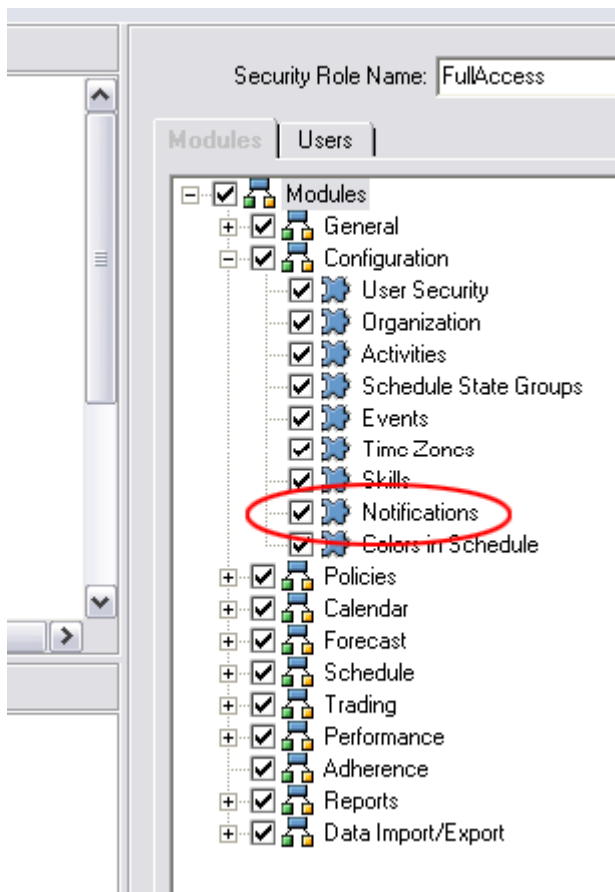 Security Role Name: FullAccess
Modules Users
Modules
General
Configuration
User Security
Organization
Activities
Schedule State Groups
Events
Time Zones
Skills
Notifications
Colors in Schedule
Policies
Calendar
Forecast
Schedule
Trading
Performance
Adherence
Reports
Data Import/Export